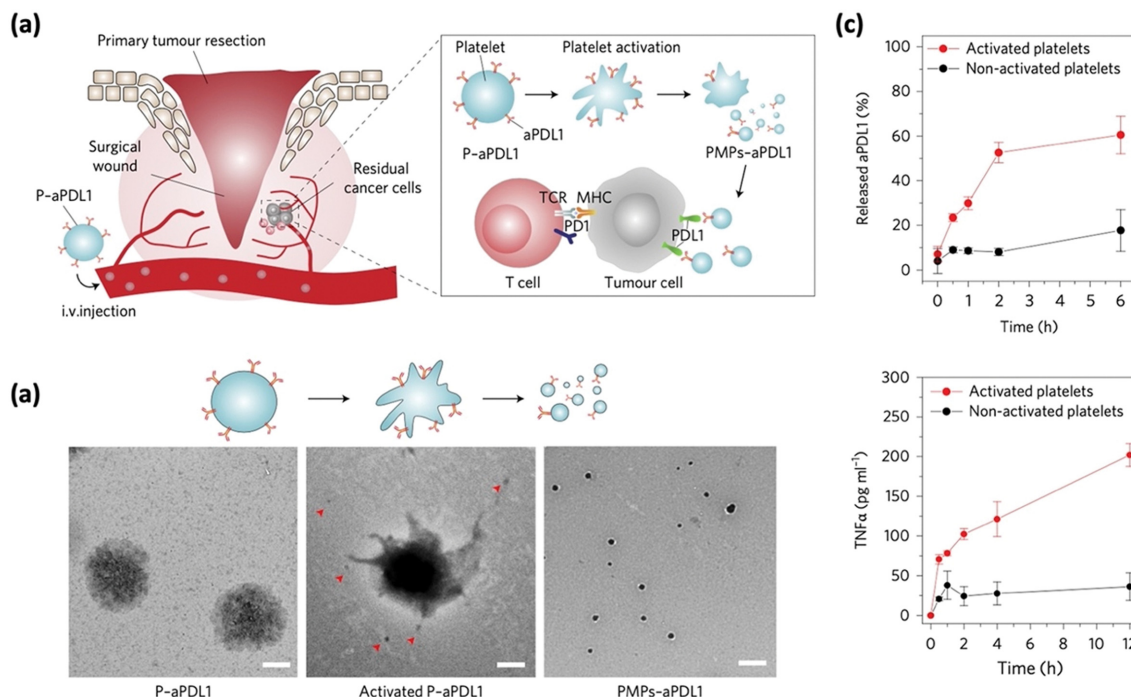 (a)
Primary tumour resection
Surgical
wound
P-aPDL1
Residual
cancer cells
i.v.injection
Platelet
Platelet activation
aPDL1
P-aPDL1
PMPs-aPDL1
TCR MHC
PD1
PDL1
T cell
Tumour cell
(c)
100
80
60
40
20
0
Released aPDL1 (%)
Activated platelets
Non-activated platelets
0 1 2 3 4 5 6
Time (h)
(a)
P-aPDL1
Activated P-aPDL1
PMPs-aPDL1
300
250
200
150
100
50
0
TNFα (pg ml⁻¹)
Activated platelets
Non-activated platelets
0 2 4 6 8 10 12
Time (h)